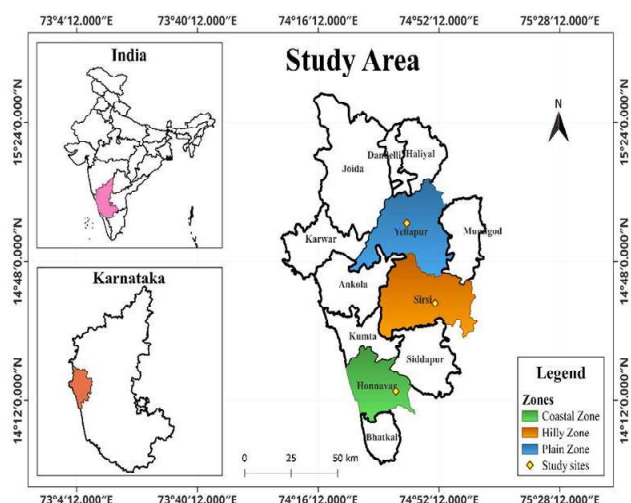 73°4'12.000"E 73°40'12.000"E 74°16'12.000"E 74°52'12.000"E 75°28'12.000"E
India
Study Area
N
15°24'0.000"N
15°24'0.000"N
Dandelli
Haliyal
Joida
Yellapur
Mundgod
Karwar
14°48'0.000"N
14°48'0.000"N
Karnataka
Ankola
Sirsi
Kumta
Siddapur
Honnavar
Bhatkal
14°12'0.000"N
14°12'0.000"N
Legend
Zones
Coastal Zone
Hilly Zone
Plain Zone
Study sites
0 25 50 km
73°4'12.000"E 73°40'12.000"E 74°16'12.000"E 74°52'12.000"E 75°28'12.000"E